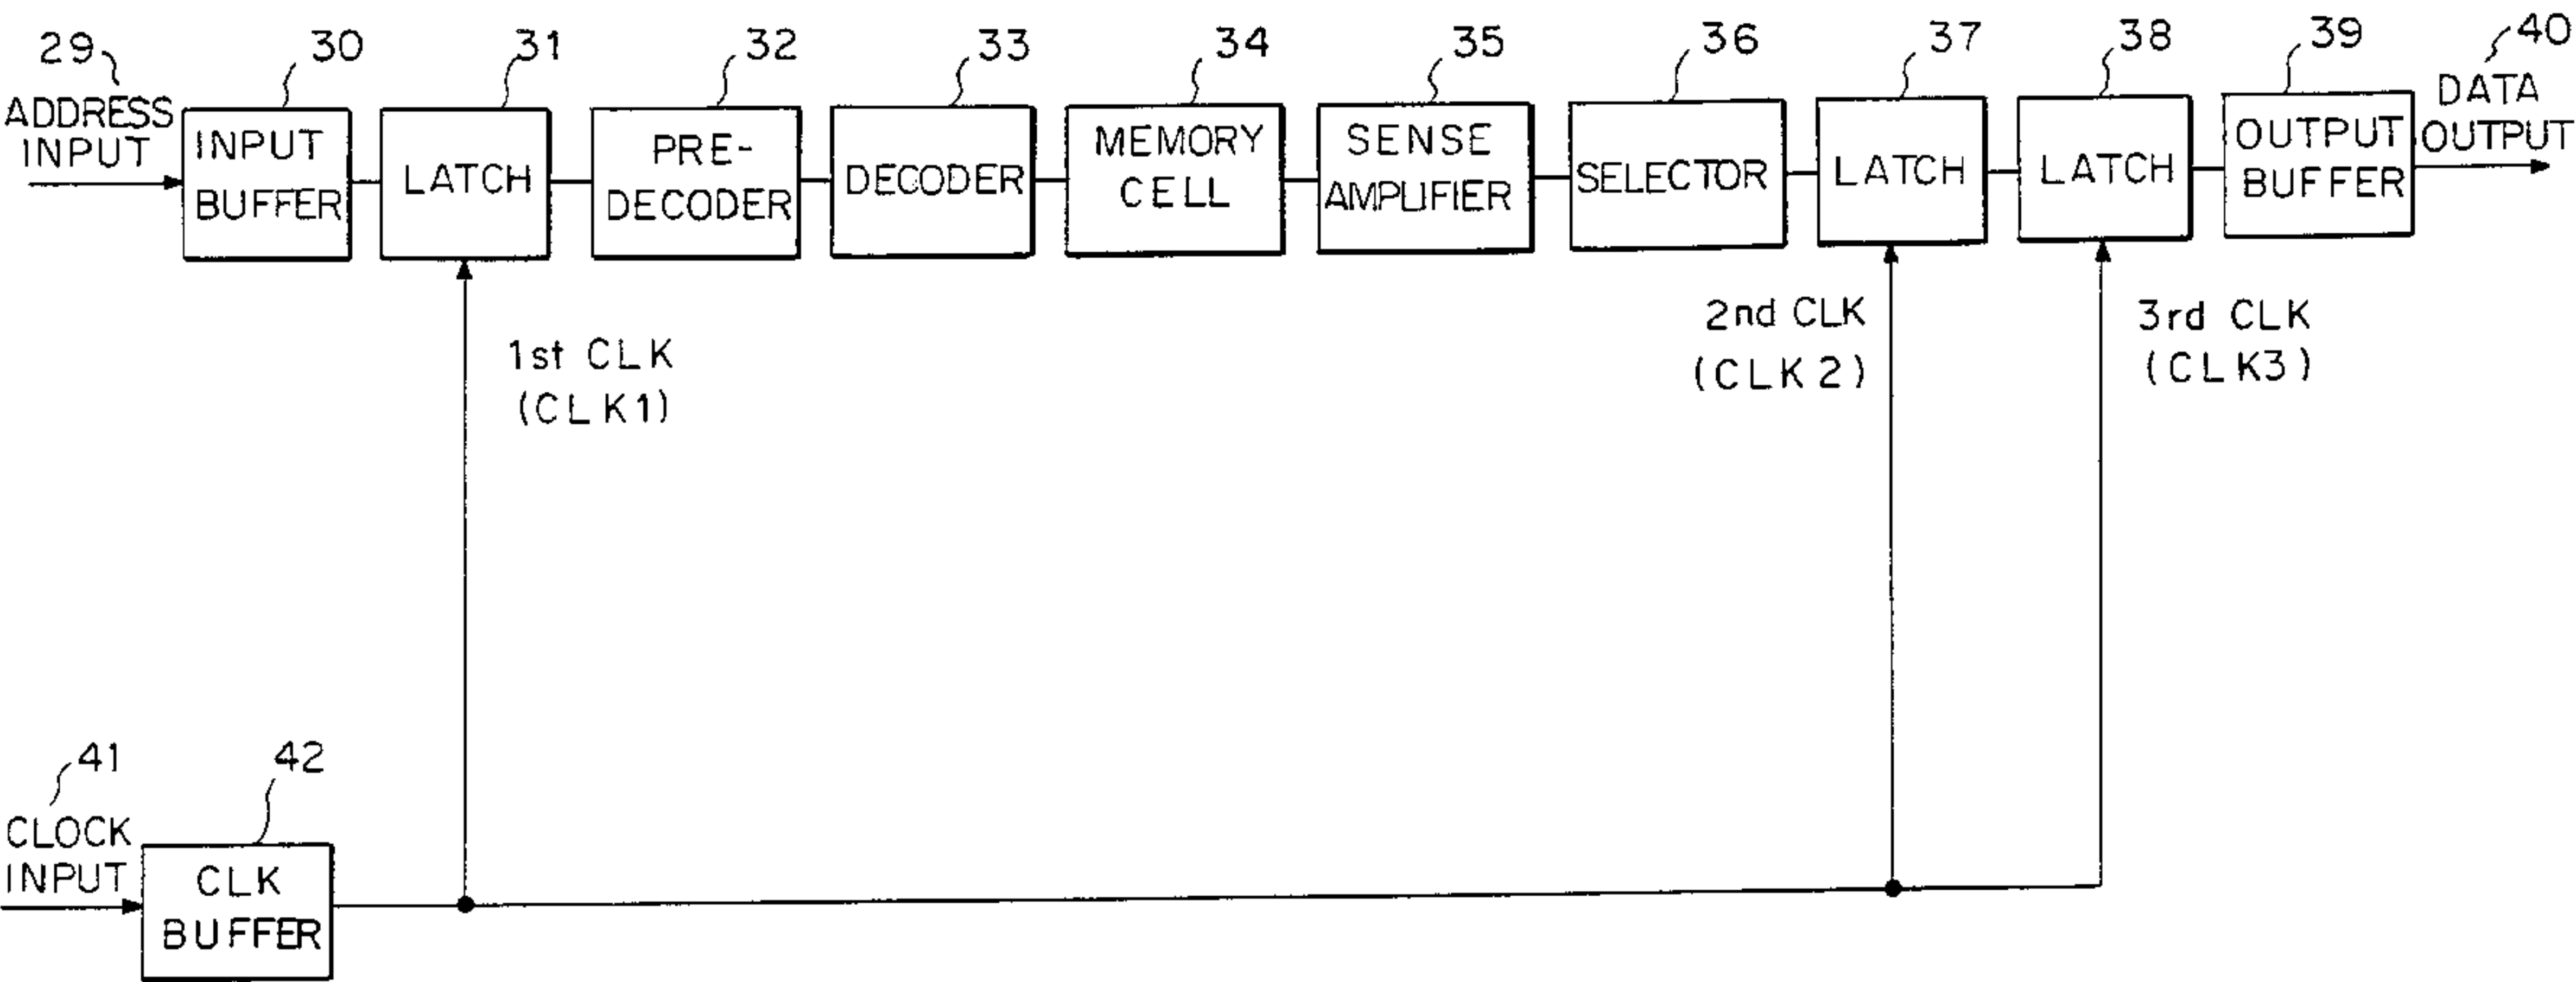 29
ADDRESS
INPUT
30
INPUT
BUFFER
31
LATCH
32
PRE-
DECODER
33
DECODER
34
MEMORY
CELL
35
SENSE
AMPLIFIER
36
SELECTOR
37
LATCH
38
LATCH
39
OUTPUT
BUFFER
40
DATA
OUTPUT
1st CLK
(CLK1)
2nd CLK
(CLK2)
3rd CLK
(CLK3)
41
CLOCK
INPUT
42
CLK
BUFFER